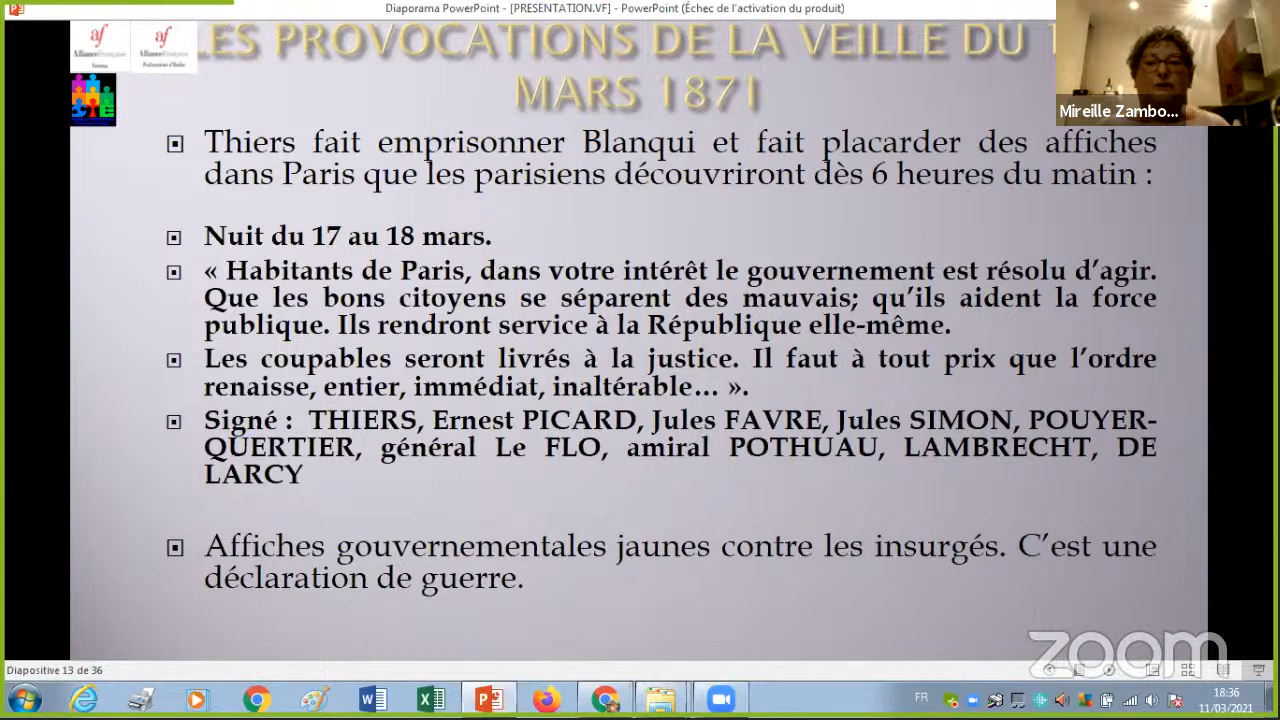 Diaporama PowerPoint - [PRESENTATION.VF] - PowerPoint (Échec de l'activation du produit)
af
af
AllianceFrançaise
AllianceFrançaise
LES PROVOCATIONS DE LA VEILLE DU
MARS 1871
Mireille Zambo...
Thiers fait emprisonner Blanqui et fait placarder des affiches
dans Paris que les parisiens découvriront dès 6 heures du matin :
Nuit du 17 au 18 mars.
« Habitants de Paris, dans votre intérêt le gouvernement est résolu d'agir.
Que les bons citoyens se séparent des mauvais; qu'ils aident la force
publique. Ils rendront service à la République elle-même.
Les coupables seront livrés à la justice. Il faut à tout prix que l'ordre
renaisse, entier, immédiat, inaltérable… ».
Signé : THIERS, Ernest PICARD, Jules FAVRE, Jules SIMON, POUYER-
QUERTIER, général Le FLO, amiral POTHUAU, LAMBRECHT, DE
LARCY
Affiches gouvernementales jaunes contre les insurgés. C'est une
déclaration de guerre.
zoom
Diapositive 13 de 36
FR
18:36
11/03/2021